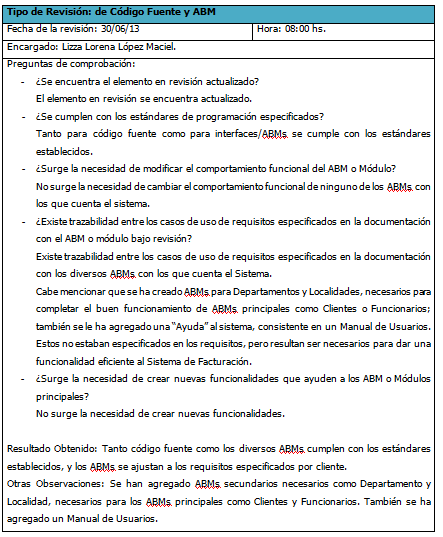 Tipo de Revisión: de Código Fuente y ABM
Fecha de la revisión: 30/06/13 Hora: 08:00 hs.
Encargado: Lizza Lorena López Maciel.
Preguntas de comprobación:
- ¿Se encuentra el elemento en revisión actualizado?
El elemento en revisión se encuentra actualizado.
- ¿Se cumplen con los estándares de programación especificados?
Tanto para código fuente como para interfaces/ABMs se cumple con los estándares
establecidos.
- ¿Surge la necesidad de modificar el comportamiento funcional del ABM o Módulo?
No surge la necesidad de cambiar el comportamiento funcional de ninguno de los ABMs con
los que cuenta el sistema.
- ¿Existe trazabilidad entre los casos de uso de requisitos especificados en la documentación
con el ABM o módulo bajo revisión?
Existe trazabilidad entre los casos de uso de requisitos especificados en la documentación
con los diversos ABMs con los que cuenta el Sistema.
Cabe mencionar que se ha creado ABMs para Departamentos y Localidades, necesarios para
completar el buen funcionamiento de ABMs principales como Clientes o Funcionarios;
también se le ha agregado una "Ayuda" al sistema, consistente en un Manual de Usuarios.
Estos no estaban especificados en los requisitos, pero resultan ser necesarios para dar una
funcionalidad eficiente al Sistema de Facturación.
- ¿Surge la necesidad de crear nuevas funcionalidades que ayuden a los ABM o Módulos
principales?
No surge la necesidad de crear nuevas funcionalidades.
Resultado Obtenido: Tanto código fuente como los diversos ABMs cumplen con los estándares
establecidos, y los ABMs se ajustan a los requisitos especificados por cliente.
Otras Observaciones: Se han agregado ABMs secundarios necesarios como Departamento y
Localidad, necesarios para los ABMs principales como Clientes y Funcionarios. También se ha
agregado un Manual de Usuarios.